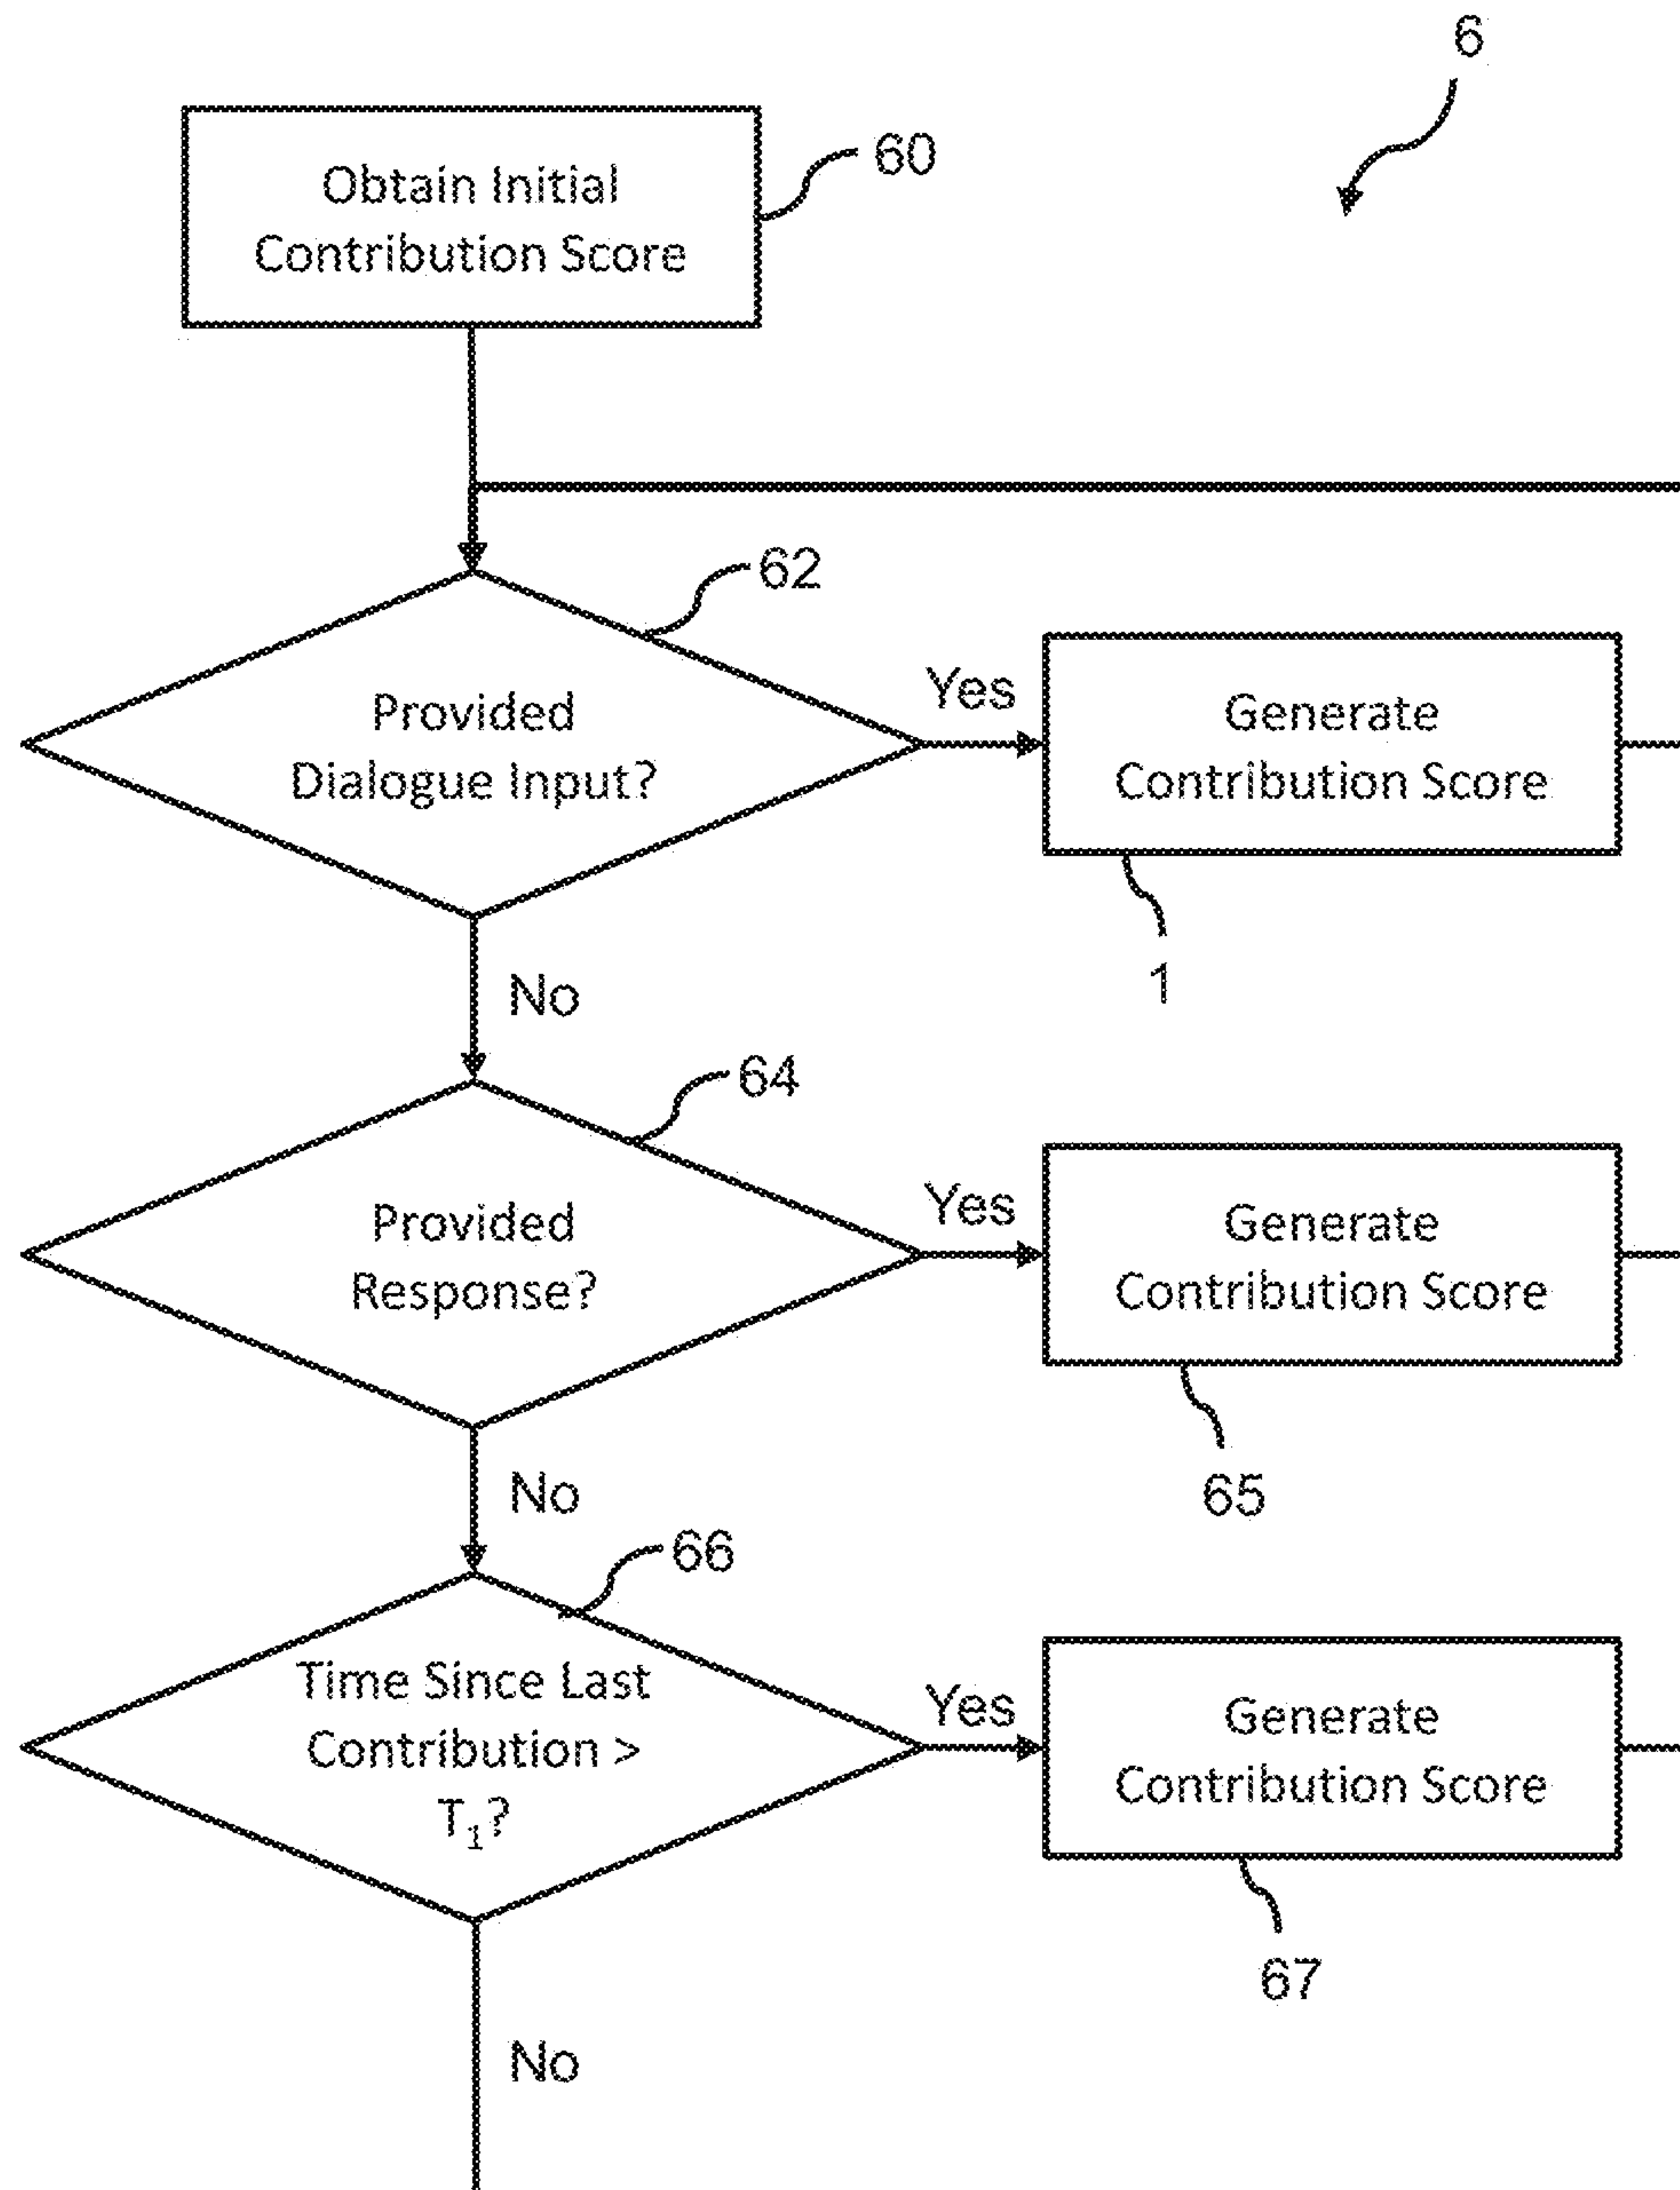 6
Obtain Initial
Contribution Score
60
62
Provided
Dialogue Input?
Yes
Generate
Contribution Score
1
No
64
Provided
Response?
Yes
Generate
Contribution Score
65
No
66
Time Since Last
Contribution >
T₁?
Yes
Generate
Contribution Score
67
No